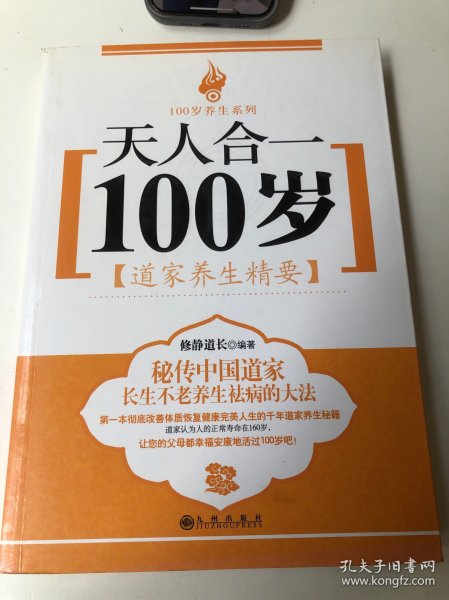 100岁养生系列
天人合一
100岁
【道家养生精要】
修静道长◎编著
秘传中国道家
长生不老养生祛病的大法
第一本彻底改善体质恢复健康完美人生的千年道家养生秘籍
道家认为人的正常寿命在160岁,
让您的父母都幸福安康地活过100岁吧!
九州出版社
JIUZHOUPRESS
孔夫子旧书网
www.kongfz.com